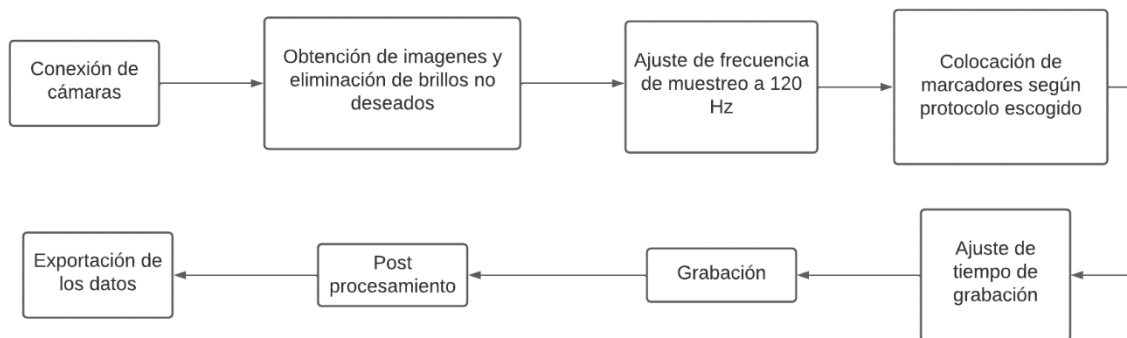 Conexión de
cámaras
Obtención de imagenes y
eliminación de brillos no
deseados
Ajuste de frecuencia
de muestreo a 120
Hz
Colocación de
marcadores según
protocolo escogido
Ajuste de
tiempo de
grabación
Grabación
Post
procesamiento
Exportación de
los datos